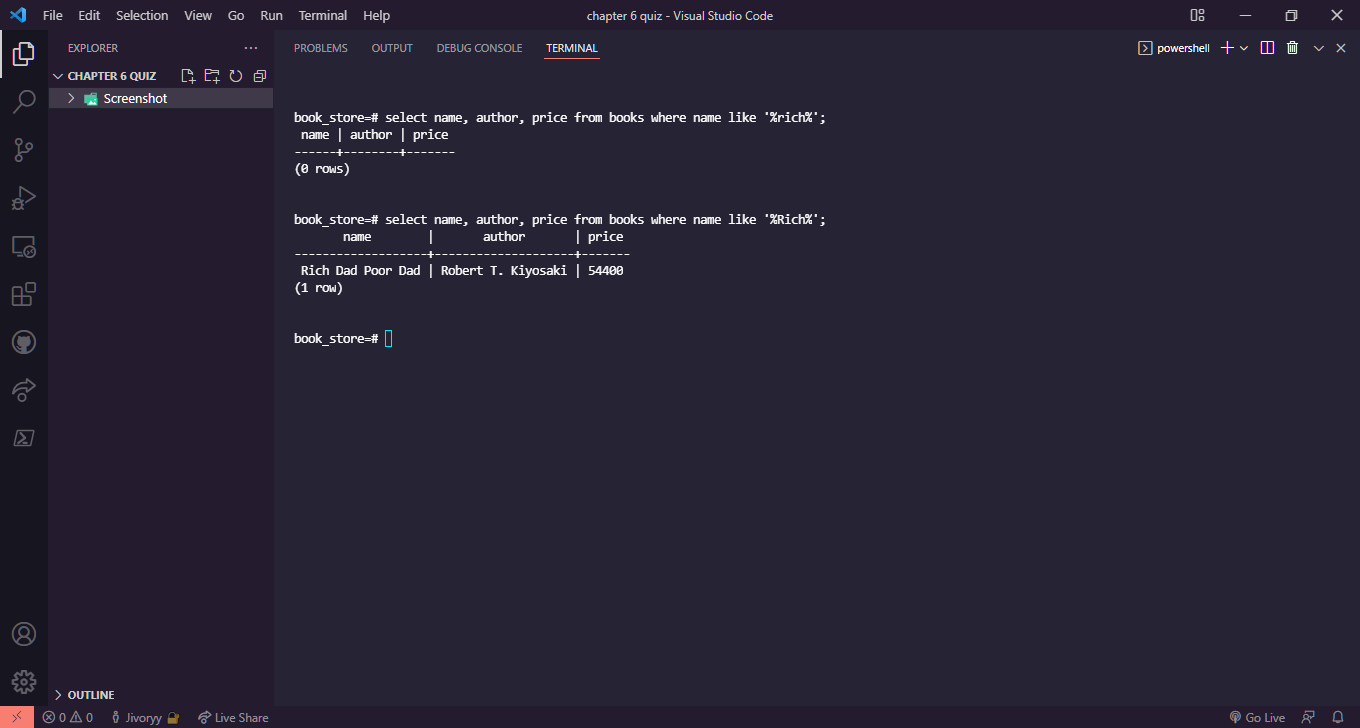 File Edit Selection View Go Run Terminal Help chapter 6 quiz - Visual Studio Code
EXPLORER
CHAPTER 6 QUIZ
Screenshot
OUTLINE
PROBLEMS OUTPUT DEBUG CONSOLE TERMINAL powershell
book_store=# select name, author, price from books where name like '%rich%';
name | author | price
------+--------+-------
(0 rows)
book_store=# select name, author, price from books where name like '%Rich%';
name | author | price
-------------------+--------------------+-------
Rich Dad Poor Dad | Robert T. Kiyosaki | 54400
(1 row)
book_store=#
0 0 Jivoryy Live Share Go Live